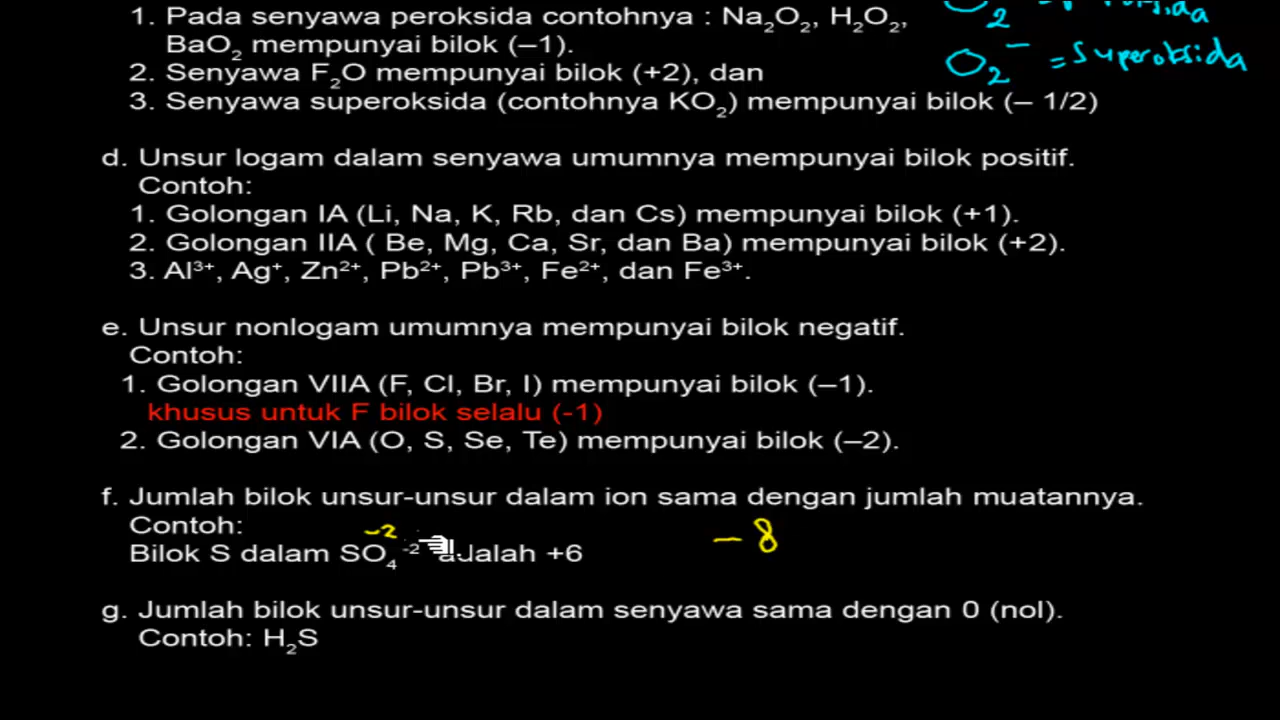 1. Pada senyawa peroksida contohnya : Na₂O₂, H₂O₂,
BaO₂ mempunyai bilok (–1).
O₂⁻ = superoksida
2. Senyawa F₂O mempunyai bilok (+2), dan
3. Senyawa superoksida (contohnya KO₂) mempunyai bilok (– 1/2)
d. Unsur logam dalam senyawa umumnya mempunyai bilok positif.
Contoh:
1. Golongan IA (Li, Na, K, Rb, dan Cs) mempunyai bilok (+1).
2. Golongan IIA ( Be, Mg, Ca, Sr, dan Ba) mempunyai bilok (+2).
3. Al³⁺, Ag⁺, Zn²⁺, Pb²⁺, Pb³⁺, Fe²⁺, dan Fe³⁺.
e. Unsur nonlogam umumnya mempunyai bilok negatif.
Contoh:
1. Golongan VIIA (F, Cl, Br, I) mempunyai bilok (–1).
khusus untuk F bilok selalu (-1)
2. Golongan VIA (O, S, Se, Te) mempunyai bilok (–2).
f. Jumlah bilok unsur-unsur dalam ion sama dengan jumlah muatannya.
Contoh:
-2
– 8
Bilok S dalam SO₄⁻² adalah +6
g. Jumlah bilok unsur-unsur dalam senyawa sama dengan 0 (nol).
Contoh: H₂S